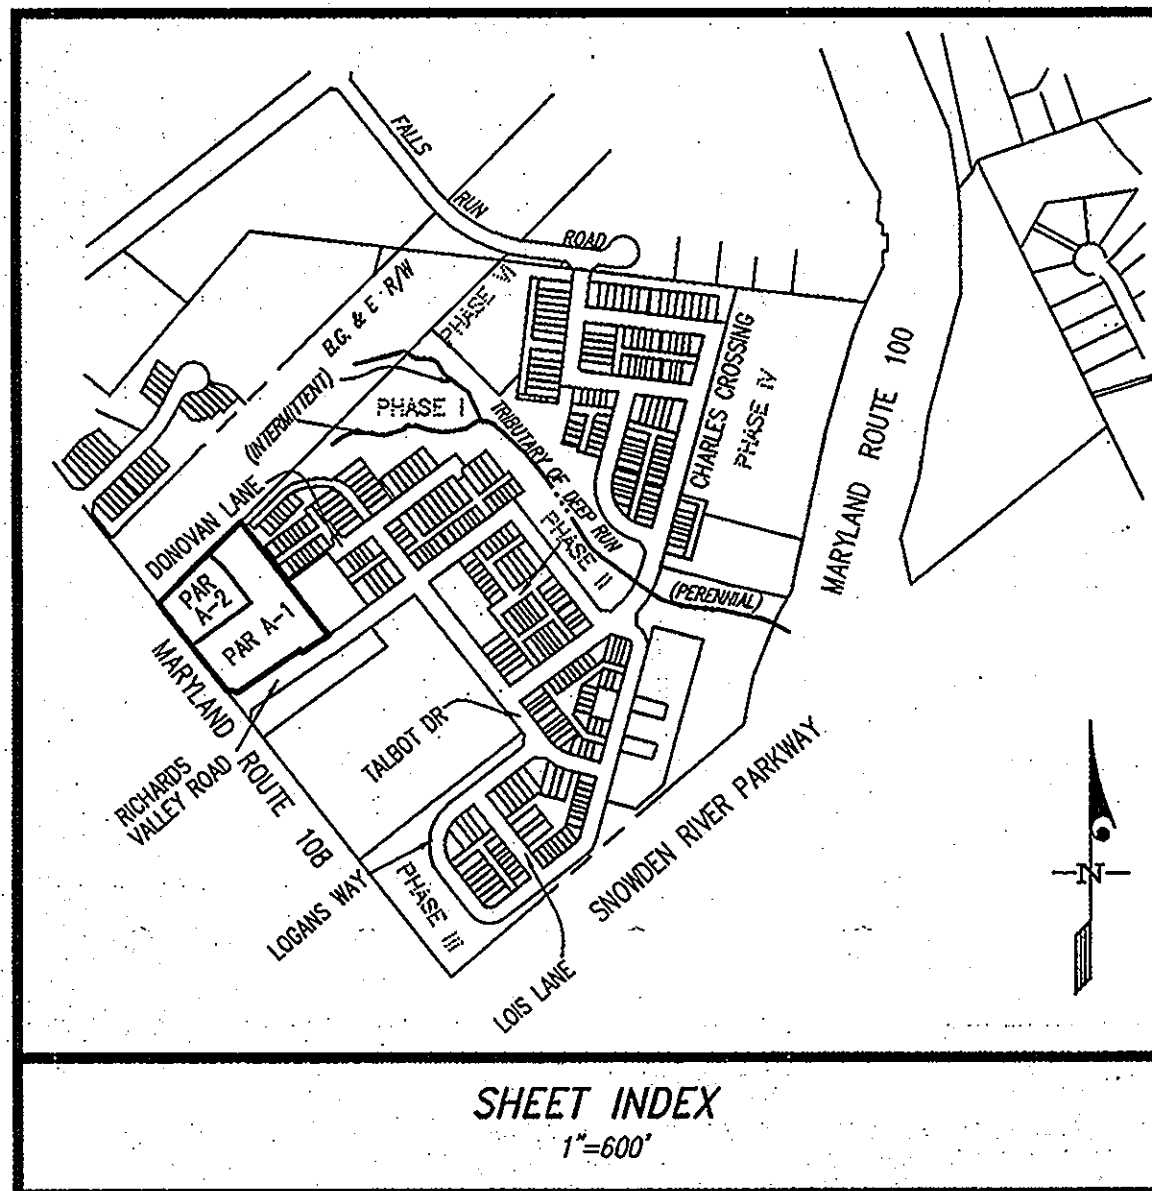 FALLS
RUN
ROAD
B.G. & E R/W
PHASE VI
(INTERMITTENT)
PHASE I
TRIBUTARY OF DEEP RUN
CHARLES CROSSING
PHASE IV
MARYLAND ROUTE 100
DONOVAN LANE
PHASE II
(PERENNIAL)
PAR
A-2
PAR A-1
MARYLAND ROUTE 108
RICHARDS
VALLEY ROAD
TALBOT DR
SNOWDEN RIVER PARKWAY
LOGANS WAY
PHASE III
LOIS LANE
N
SHEET INDEX
1"=600'